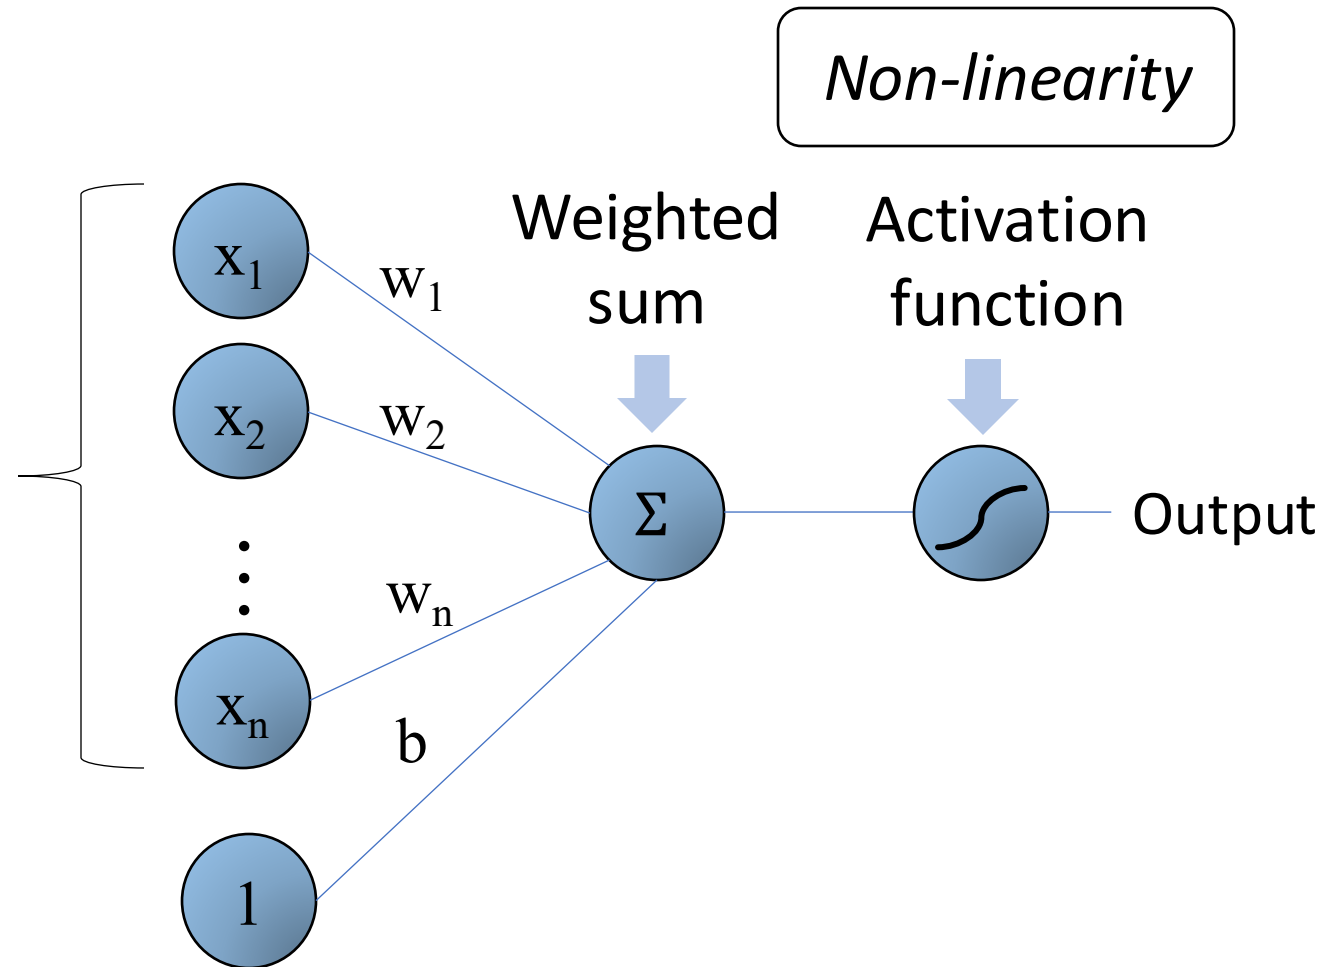 Non-linearity
Weighted
sum
Activation
function
x₁
w₁
x₂
w₂
Σ
Output
wₙ
xₙ
b
1